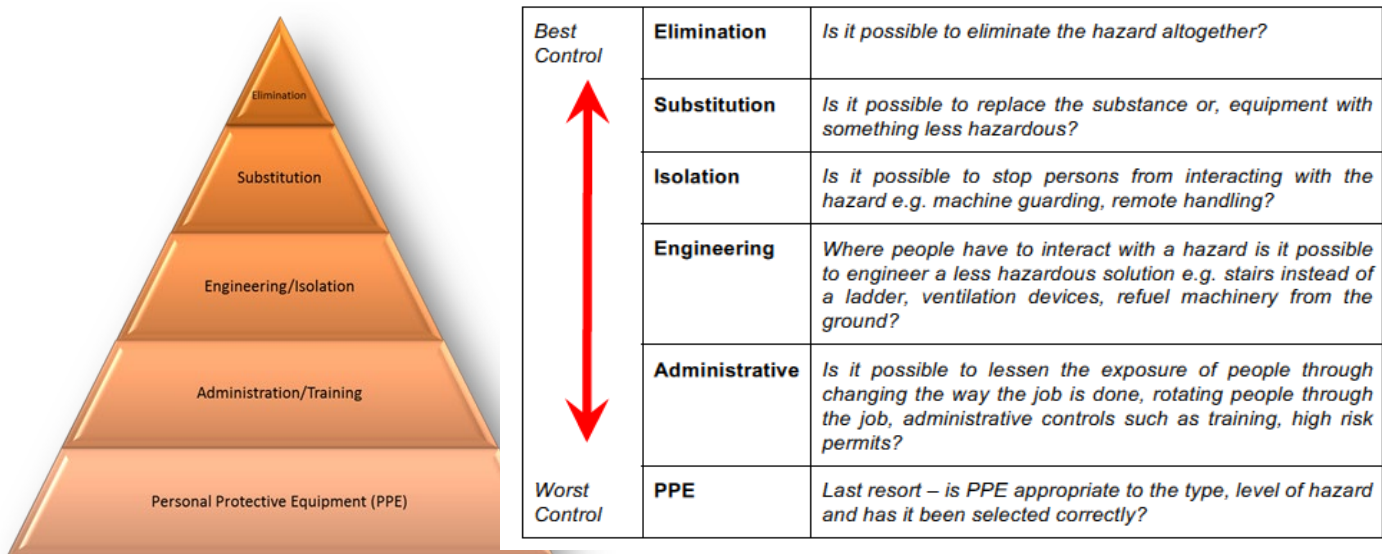 Elimination
Substitution
Engineering/Isolation
Administration/Training
Personal Protective Equipment (PPE)
Best
Control
Elimination
Is it possible to eliminate the hazard altogether?
Substitution
Is it possible to replace the substance or, equipment with
something less hazardous?
Isolation
Is it possible to stop persons from interacting with the
hazard e.g. machine guarding, remote handling?
Engineering
Where people have to interact with a hazard is it possible
to engineer a less hazardous solution e.g. stairs instead of
a ladder, ventilation devices, refuel machinery from the
ground?
Administrative
Is it possible to lessen the exposure of people through
changing the way the job is done, rotating people through
the job, administrative controls such as training, high risk
permits?
Worst
Control
PPE
Last resort – is PPE appropriate to the type, level of hazard
and has it been selected correctly?